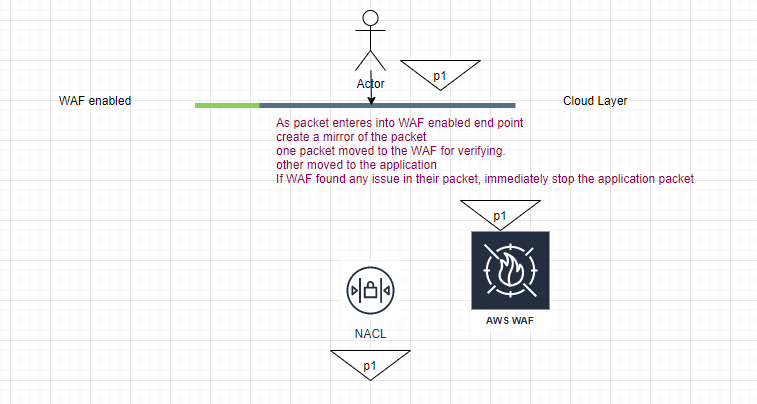 p1
Actor
WAF enabled
Cloud Layer
As packet enteres into WAF enabled end point
create a mirror of the packet
one packet moved to the WAF for verifying.
other moved to the application
If WAF found any issue in their packet, immediately stop the application packet
p1
AWS WAF
NACL
p1